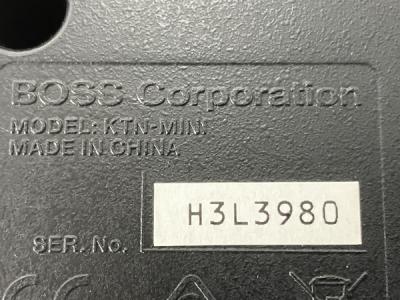 BOSS Corporation
MODEL: KTN-MINI
MADE IN CHINA
H3L3980
SER. No.